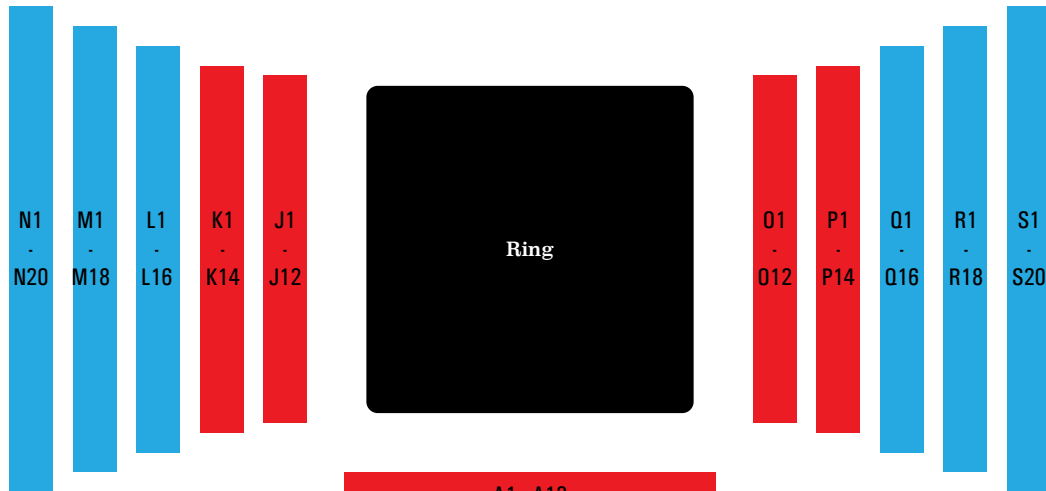 N1
-
N20
M1
-
M18
L1
-
L16
K1
-
K14
J1
-
J12
Ring
O1
-
O12
P1
-
P14
Q1
-
Q16
R1
-
R18
S1
-
S20